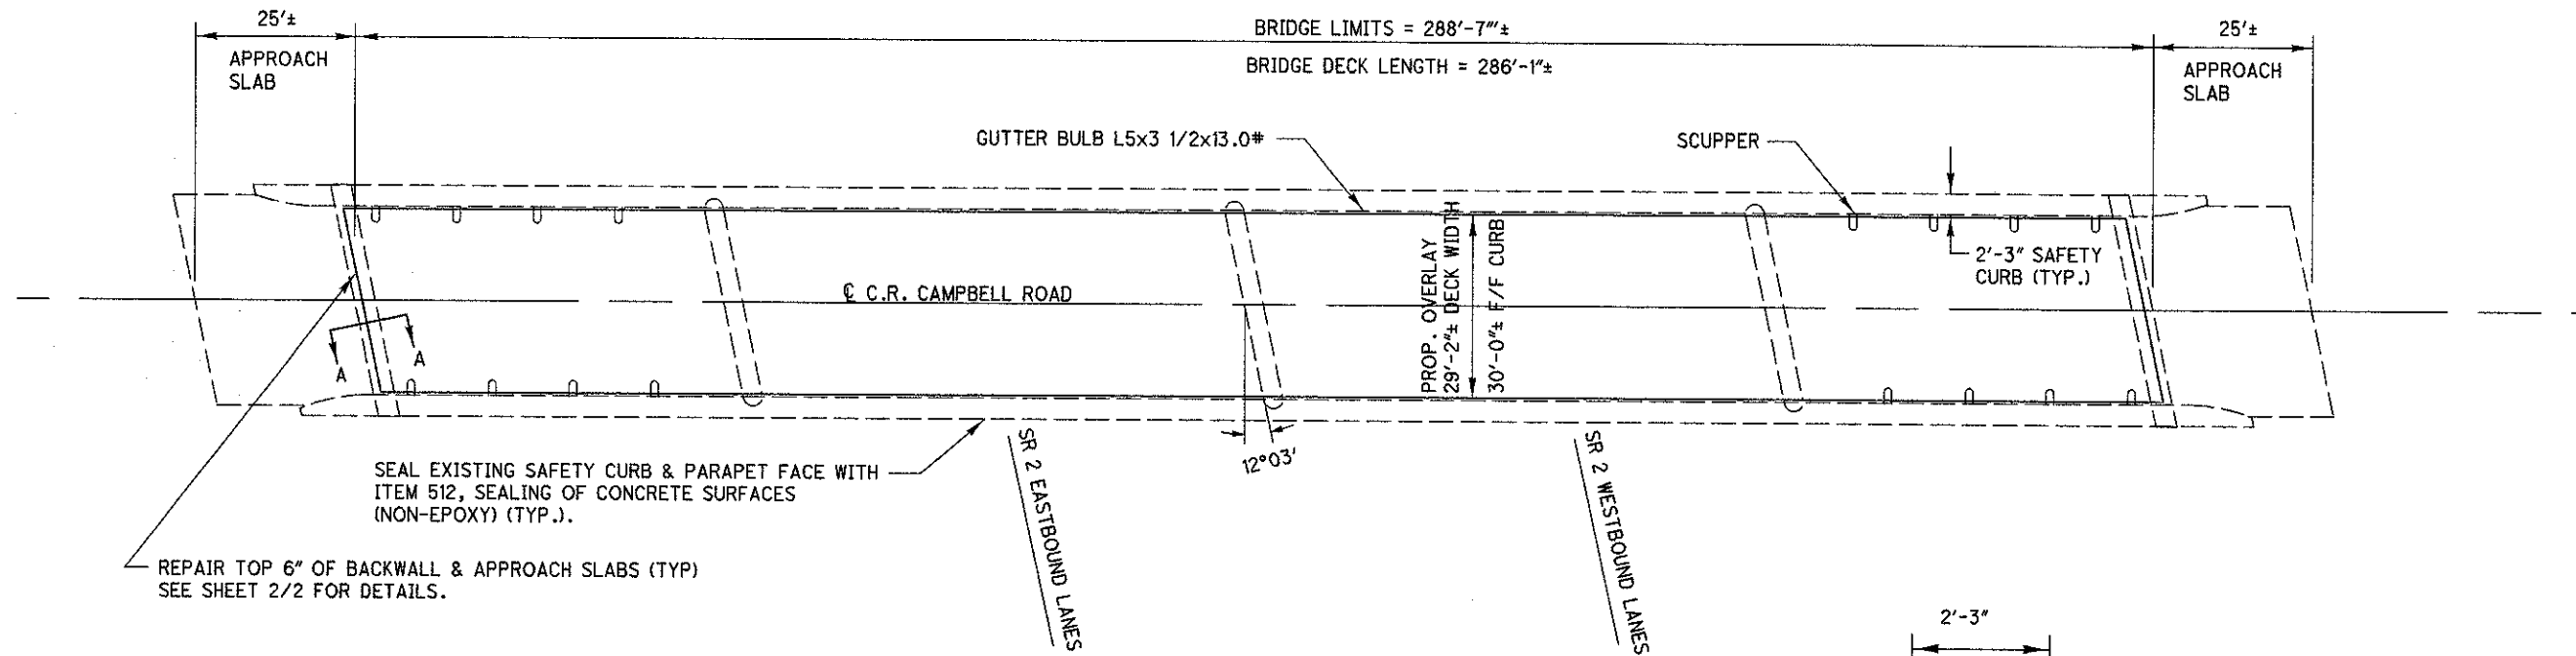 25'±
BRIDGE LIMITS = 288'-7"'±
25'±
APPROACH
SLAB
BRIDGE DECK LENGTH = 286'-1"±
APPROACH
SLAB
GUTTER BULB L5x3 1/2x13.0#
SCUPPER
2'-3" SAFETY
CURB (TYP.)
℄ C.R. CAMPBELL ROAD
PROP. OVERLAY
29'-2"± DECK WIDTH
30'-0"± F/F CURB
A
A
12°03'
SEAL EXISTING SAFETY CURB & PARAPET FACE WITH
ITEM 512, SEALING OF CONCRETE SURFACES
(NON-EPOXY) (TYP.).
SR 2 EASTBOUND LANES
SR 2 WESTBOUND LANES
REPAIR TOP 6" OF BACKWALL & APPROACH SLABS (TYP)
SEE SHEET 2/2 FOR DETAILS.
2'-3"